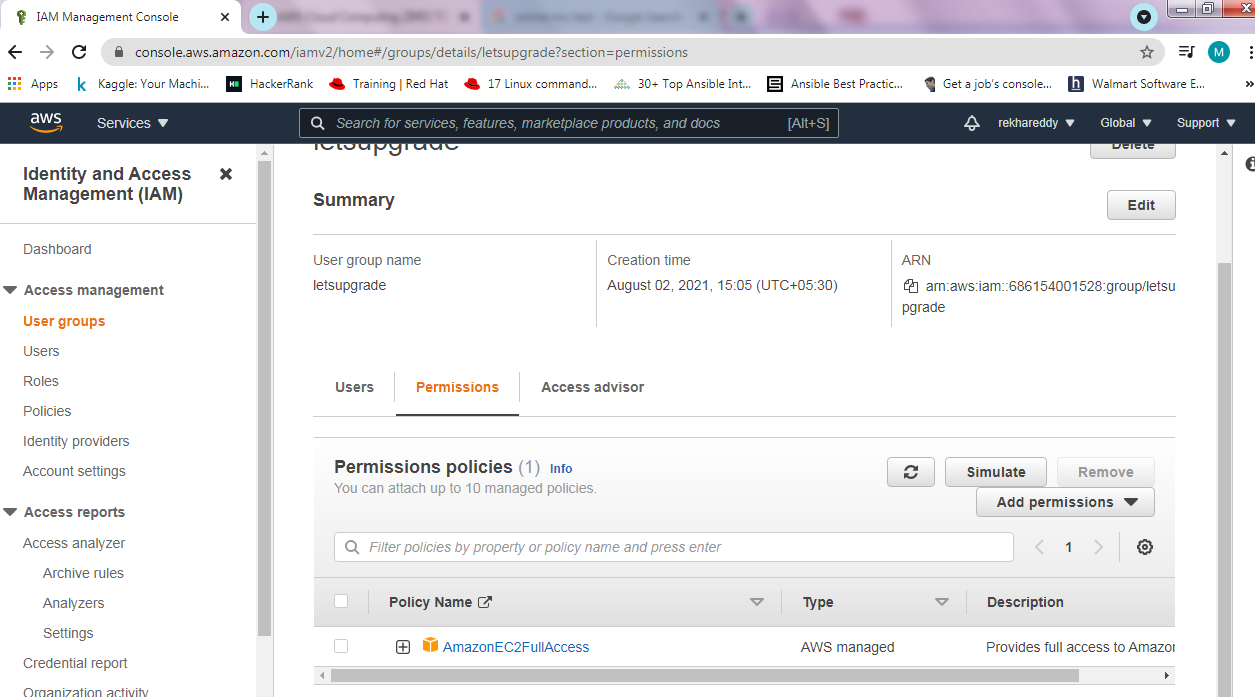 IAM Management Console
online mic test - Google Search
console.aws.amazon.com/iamv2/home#/groups/details/letsupgrade?section=permissions
M
Apps
Kaggle: Your Machi...
HackerRank
Training | Red Hat
17 Linux command...
30+ Top Ansible Int...
Ansible Best Practic...
Get a job's console...
Walmart Software E...
aws
Services
Search for services, features, marketplace products, and docs
[Alt+S]
rekhareddy
Global
Support
Identity and Access
Management (IAM)
Dashboard
Access management
User groups
Users
Roles
Policies
Identity providers
Account settings
Access reports
Access analyzer
Archive rules
Analyzers
Settings
Credential report
Organization activity
letsupgrade
Delete
Summary
Edit
User group name
letsupgrade
Creation time
August 02, 2021, 15:05 (UTC+05:30)
ARN
arn:aws:iam::686154001528:group/letsu
pgrade
Users
Permissions
Access advisor
Permissions policies (1) Info
You can attach up to 10 managed policies.
Simulate
Remove
Add permissions
Filter policies by property or policy name and press enter
1
Policy Name
Type
Description
AmazonEC2FullAccess
AWS managed
Provides full access to Amazon